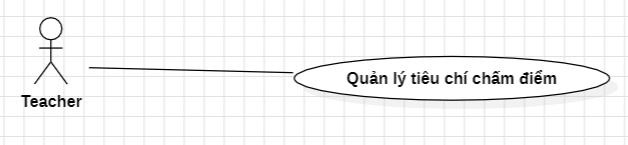 Quản lý tiêu chí chấm điểm
Teacher